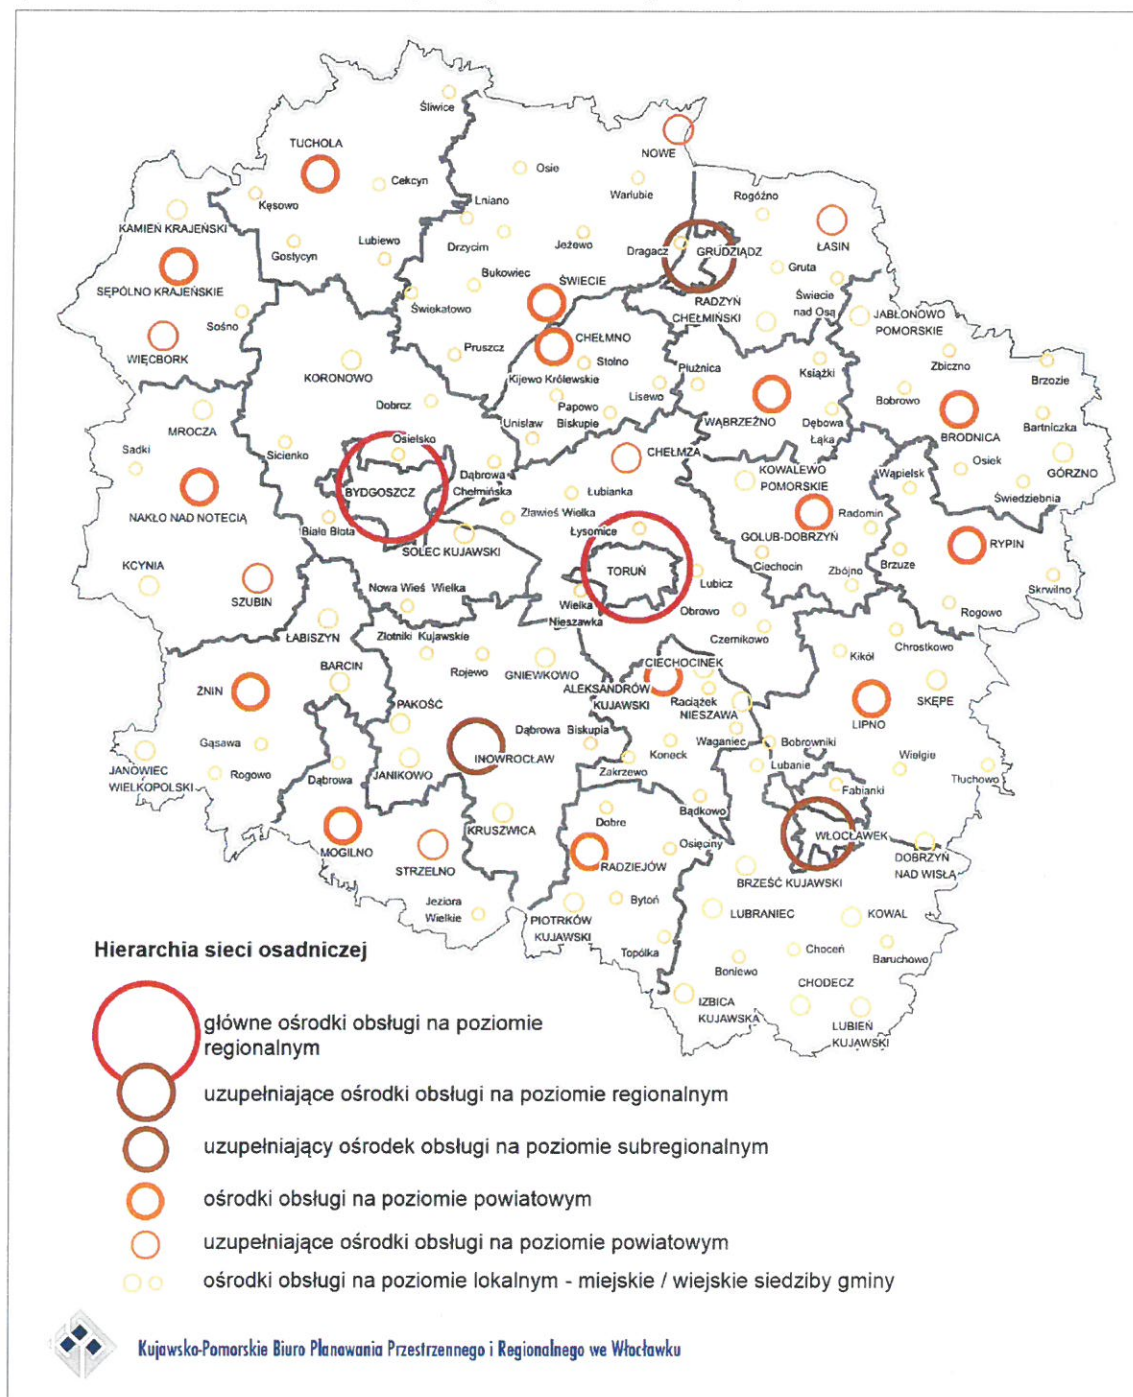 Śliwice
TUCHOLA
NOWE
Osie
Cekcyn
Warlubie
Rogóźno
Kęsowo
Lniano
KAMIEŃ KRAJEŃSKI
ŁASIN
Drzycim
Jeżewo
Dragacz
GRUDZIĄDZ
Gostycyn
Lubiewo
Bukowiec
Gruta
SĘPÓLNO KRAJEŃSKIE
ŚWIECIE
RADZYŃ
CHEŁMIŃSKI
Świecie
nad Osą
Świekatowo
JABŁONOWO
POMORSKIE
Sośno
CHEŁMNO
WIĘCBORK
Pruszcz
Stolno
Zbiczno
KORONOWO
Kijewo Królewskie
Płużnica
Książki
Brzozie
Dobrcz
Papowo
Biskupie
Lisewo
Bobrowo
MROCZA
WĄBRZEŹNO
Dębowa
Łąka
BRODNICA
Bartniczka
Sadki
Sicienko
Osielsko
Unisław
CHEŁMŻA
KOWALEWO
POMORSKIE
Wąpielsk
Osiek
GÓRZNO
BYDGOSZCZ
Dąbrowa
Chełmińska
Łubianka
Świedziebnia
NAKŁO NAD NOTECIĄ
Białe Błota
Zławieś Wielka
Radomin
SOLEC KUJAWSKI
Łysomice
GOLUB-DOBRZYŃ
RYPIN
KCYNIA
TORUŃ
Ciechocin
Brzuze
SZUBIN
Nowa Wieś Wielka
Lubicz
Zbójno
Skrwilno
Wielka
Nieszawka
Obrowo
Rogowo
ŁABISZYN
Złotniki Kujawskie
Czernikowo
Chrostkowo
BARCIN
Rojewo
GNIEWKOWO
CIECHOCINEK
Kikół
ŻNIN
ALEKSANDRÓW
KUJAWSKI
Raciążek
NIESZAWA
SKĘPE
PAKOŚĆ
LIPNO
Gąsawa
Dąbrowa Biskupia
Waganiec
Bobrowniki
JANOWIEC
WIELKOPOLSKI
Rogowo
Dąbrowa
JANIKOWO
INOWROCŁAW
Koneck
Lubanie
Wielgie
Zakrzewo
Tłuchowo
Fabianki
Bądkowo
KRUSZWICA
Dobre
WŁOCŁAWEK
MOGILNO
Osięciny
DOBRZYŃ
NAD WISŁĄ
STRZELNO
RADZIEJÓW
BRZEŚĆ KUJAWSKI
Jeziora
Wielkie
Bytoń
PIOTRKÓW
KUJAWSKI
LUBRANIEC
KOWAL
Topólka
Choceń
Baruchowo
Boniewo
CHODECZ
IZBICA
KUJAWSKA
LUBIEŃ
KUJAWSKI
Hierarchia sieci osadniczej
główne ośrodki obsługi na poziomie
regionalnym
uzupełniające ośrodki obsługi na poziomie regionalnym
uzupełniający ośrodek obsługi na poziomie subregionalnym
ośrodki obsługi na poziomie powiatowym
uzupełniające ośrodki obsługi na poziomie powiatowym
ośrodki obsługi na poziomie lokalnym - miejskie / wiejskie siedziby gminy
Kujawsko-Pomorskie Biuro Planowania Przestrzennego i Regionalnego we Włocławku